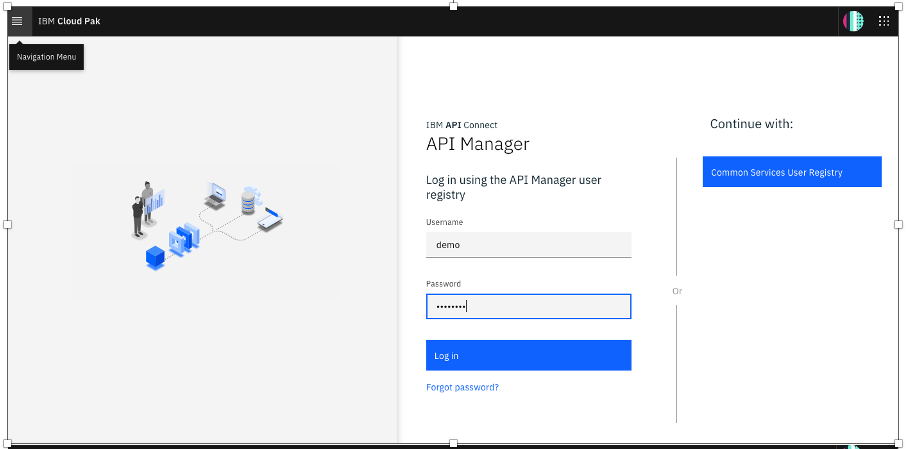 IBM Cloud Pak
Navigation Menu
IBM API Connect
API Manager
Log in using the API Manager user
registry
Username
demo
Password
••••••••
Log in
Forgot password?
Or
Continue with:
Common Services User Registry